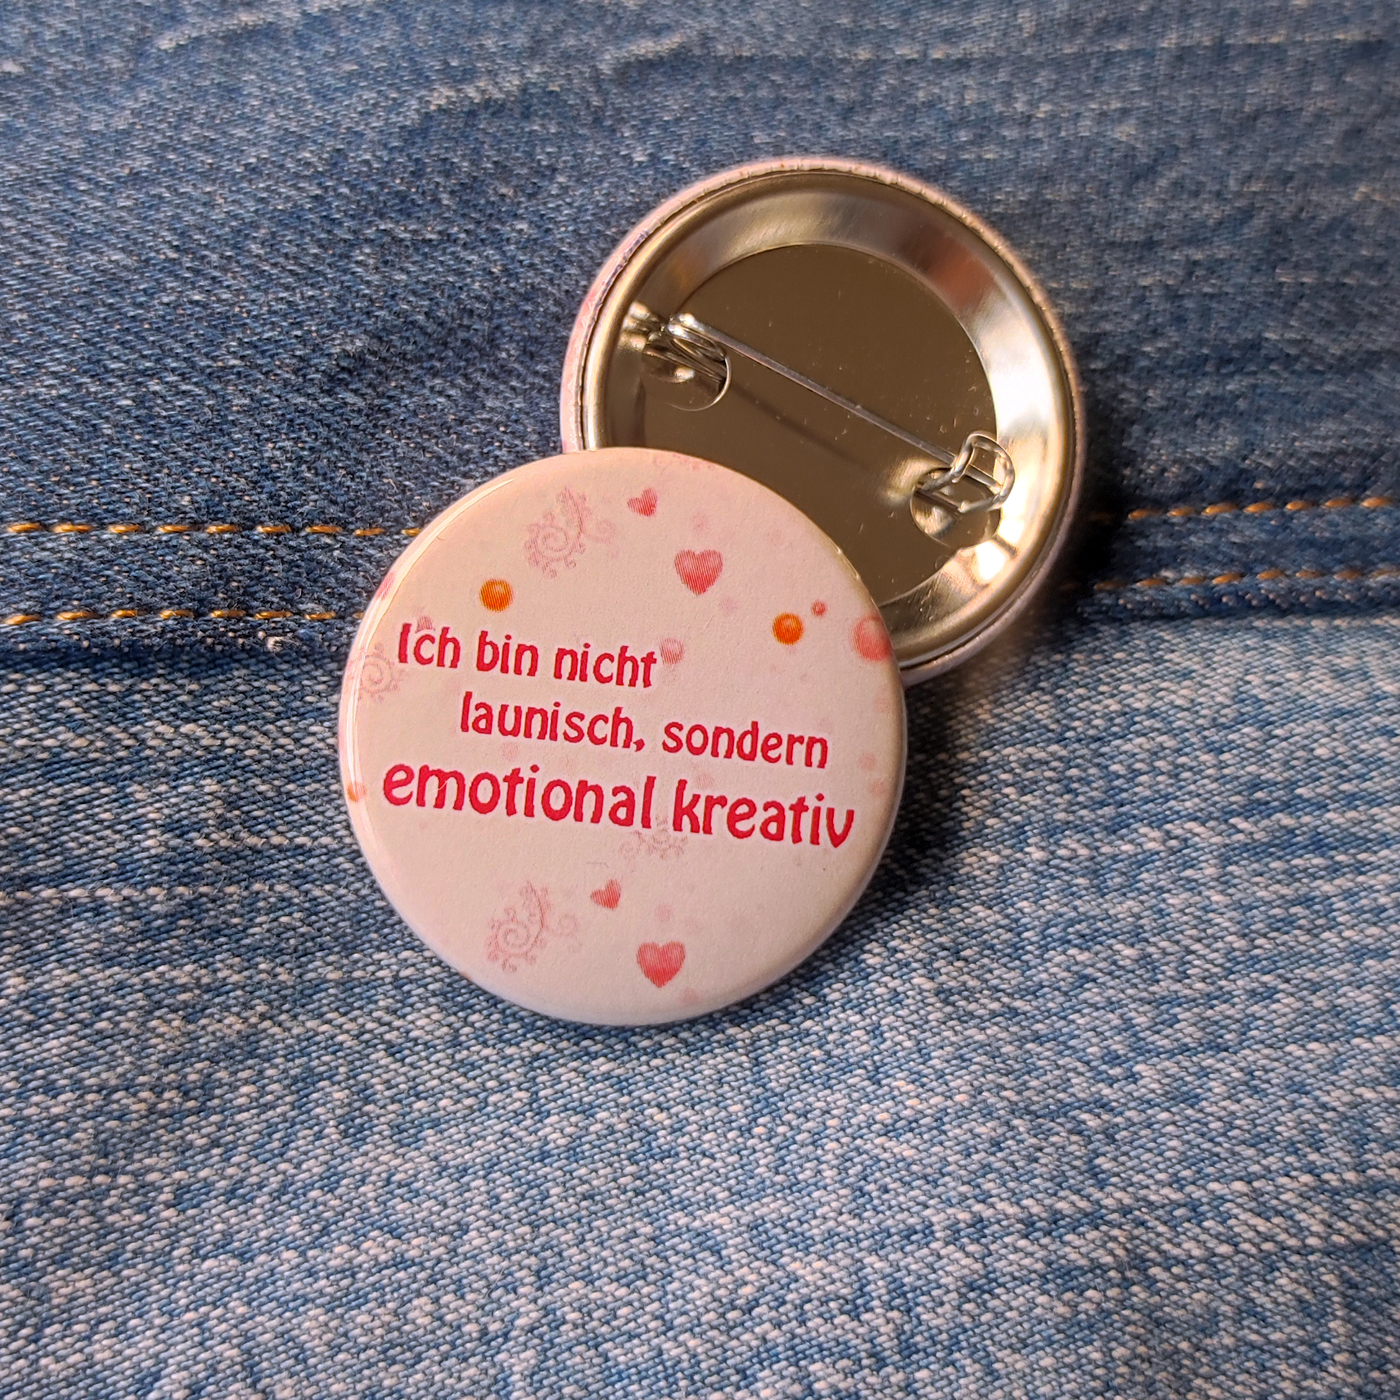 Ich bin nicht
launisch, sondern
emotional kreativ